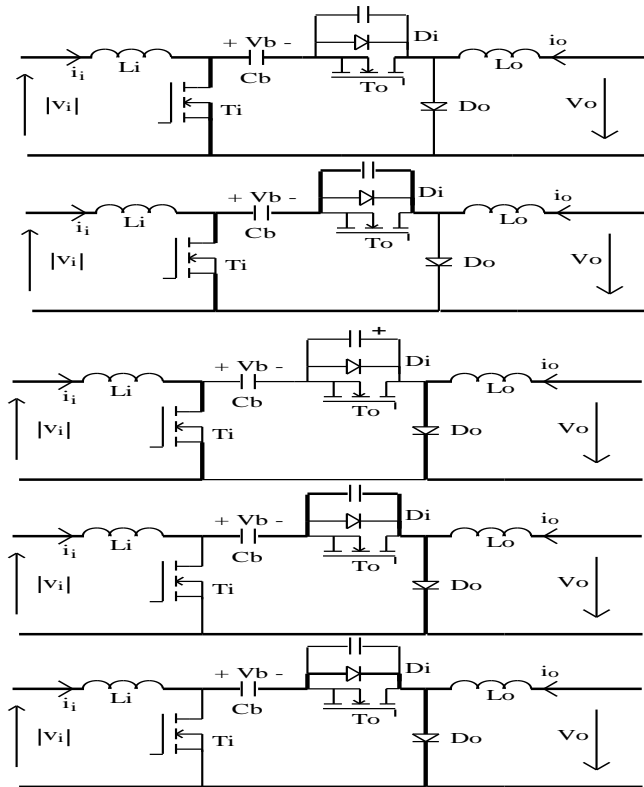 + Vb - Di io
ii Li Cb To Lo
|vi| Ti Do Vo
+ Vb - Di io
ii Li Cb To Lo
|vi| Ti Do Vo
+
+ Vb - Di io
ii Li Cb To Lo
|vi| Ti Do Vo
+ Vb - Di io
ii Li Cb To Lo
|vi| Ti Do Vo
+ Vb - Di io
ii Li Cb To Lo
|vi| Ti Do Vo